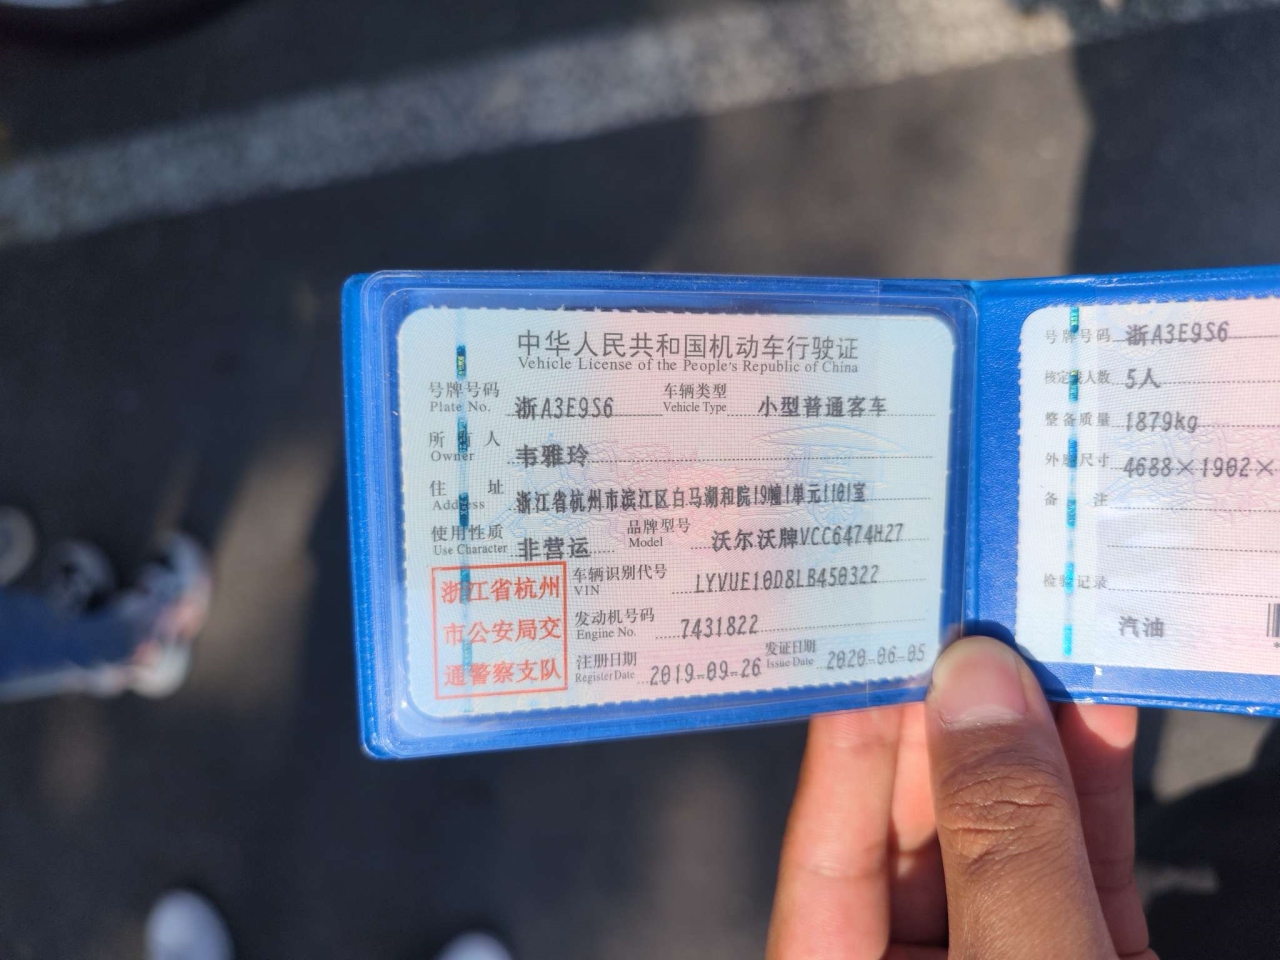 中华人民共和国机动车行驶证
Vehicle License of the People's Republic of China
号牌号码 浙A3E9S6 车辆类型 小型普通客车
Plate No. Vehicle Type
所有人 韦雅玲
Owner
住址 浙江省杭州市滨江区白马湖和院19幢1单元1101室
Address
使用性质 非营运 品牌型号 沃尔沃牌VCC6474H27
Use Character Model
浙江省杭州
市公安局交
通警察支队
车辆识别代号 LYVUE10D8LB450322
VIN
发动机号码 7431822
Engine No.
注册日期 2019-09-26 发证日期 2020-06-05
Register Date Issue Date
号牌号码 浙A3E9S6
核定载人数 5人
整备质量 1879kg
外廓尺寸 4688×1902×
备注
检验记录
汽油